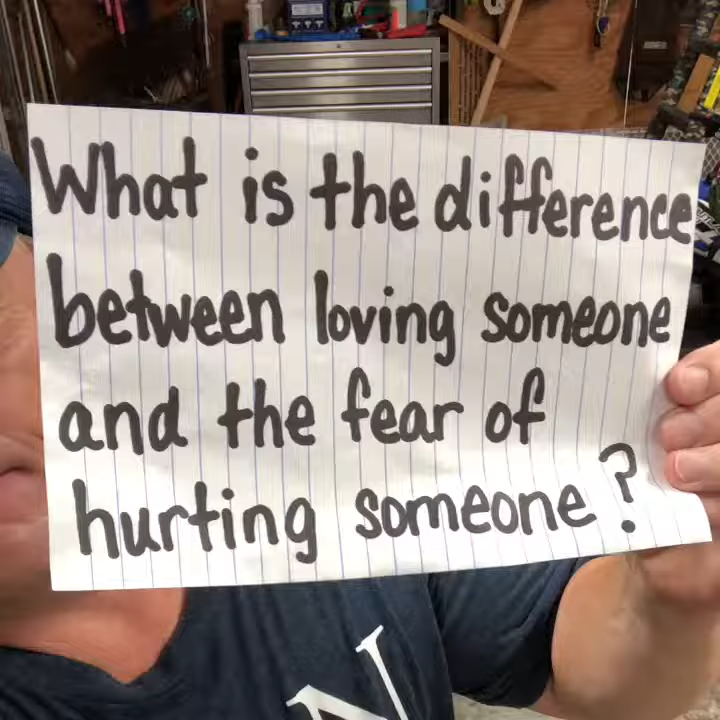 What is the difference
between loving someone
and the fear of
hurting someone?
N